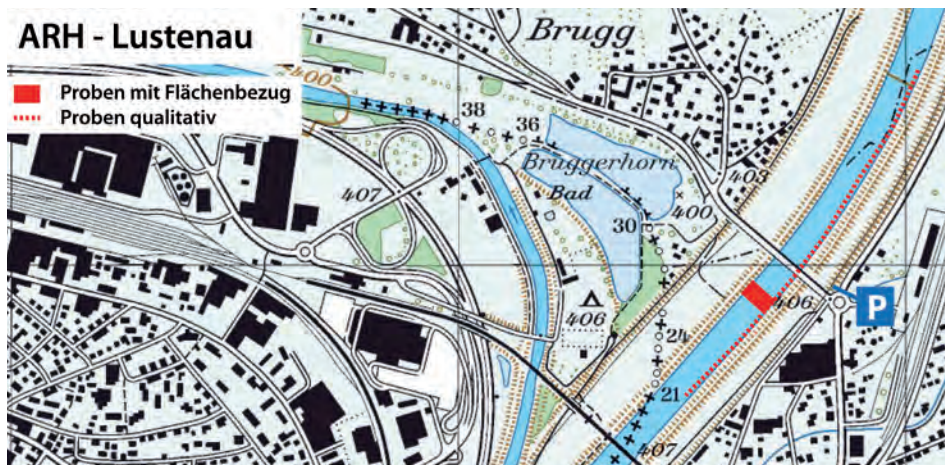 ARH - Lustenau
Proben mit Flächenbezug
Proben qualitativ
Brugg
400
38
36
Bruggerhorn
Bad
403
407
400
30
406
P
406
24
21
407